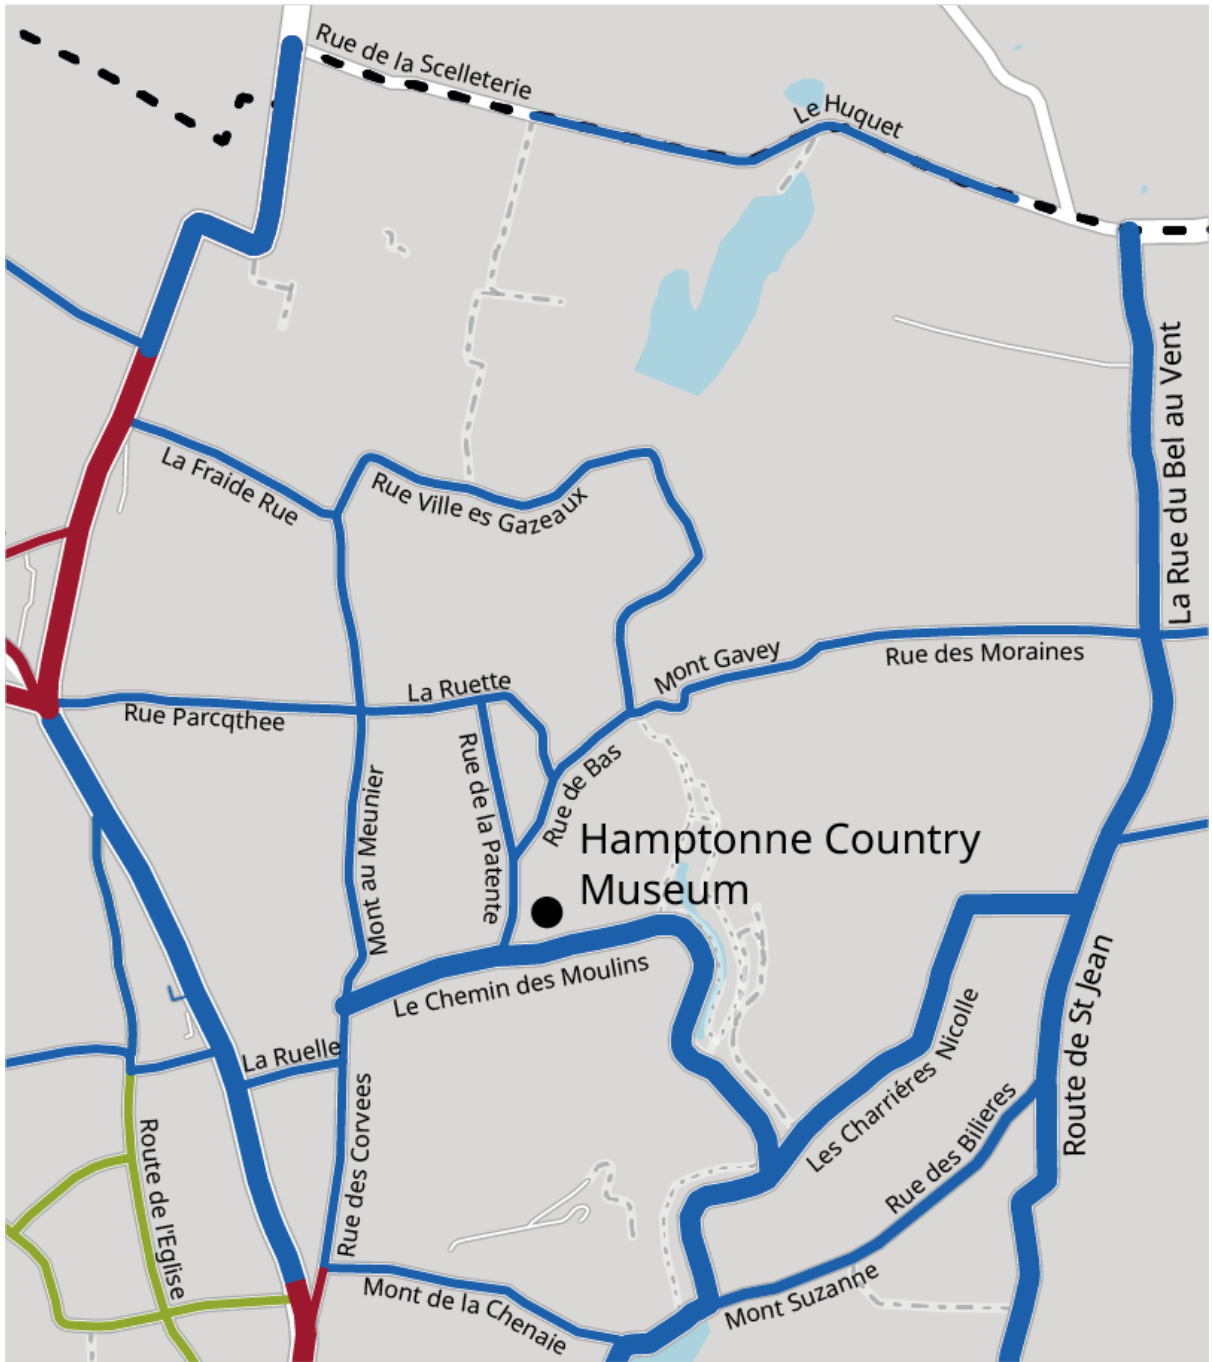 Rue de la Scelleterie
Le Huquet
La Rue du Bel au Vent
La Fraide Rue
Rue Ville es Gazeaux
Mont Gavey
Rue des Moraines
La Ruette
Rue Parcqthee
Rue de la Patente
Rue de Bas
Mont au Meunier
Hamptonne Country
Museum
Le Chemin des Moulins
La Ruelle
Les Charriéres Nicolle
Route de St Jean
Rue des Corvees
Rue des Bilieres
Route de l'Eglise
Mont de la Chenaie
Mont Suzanne